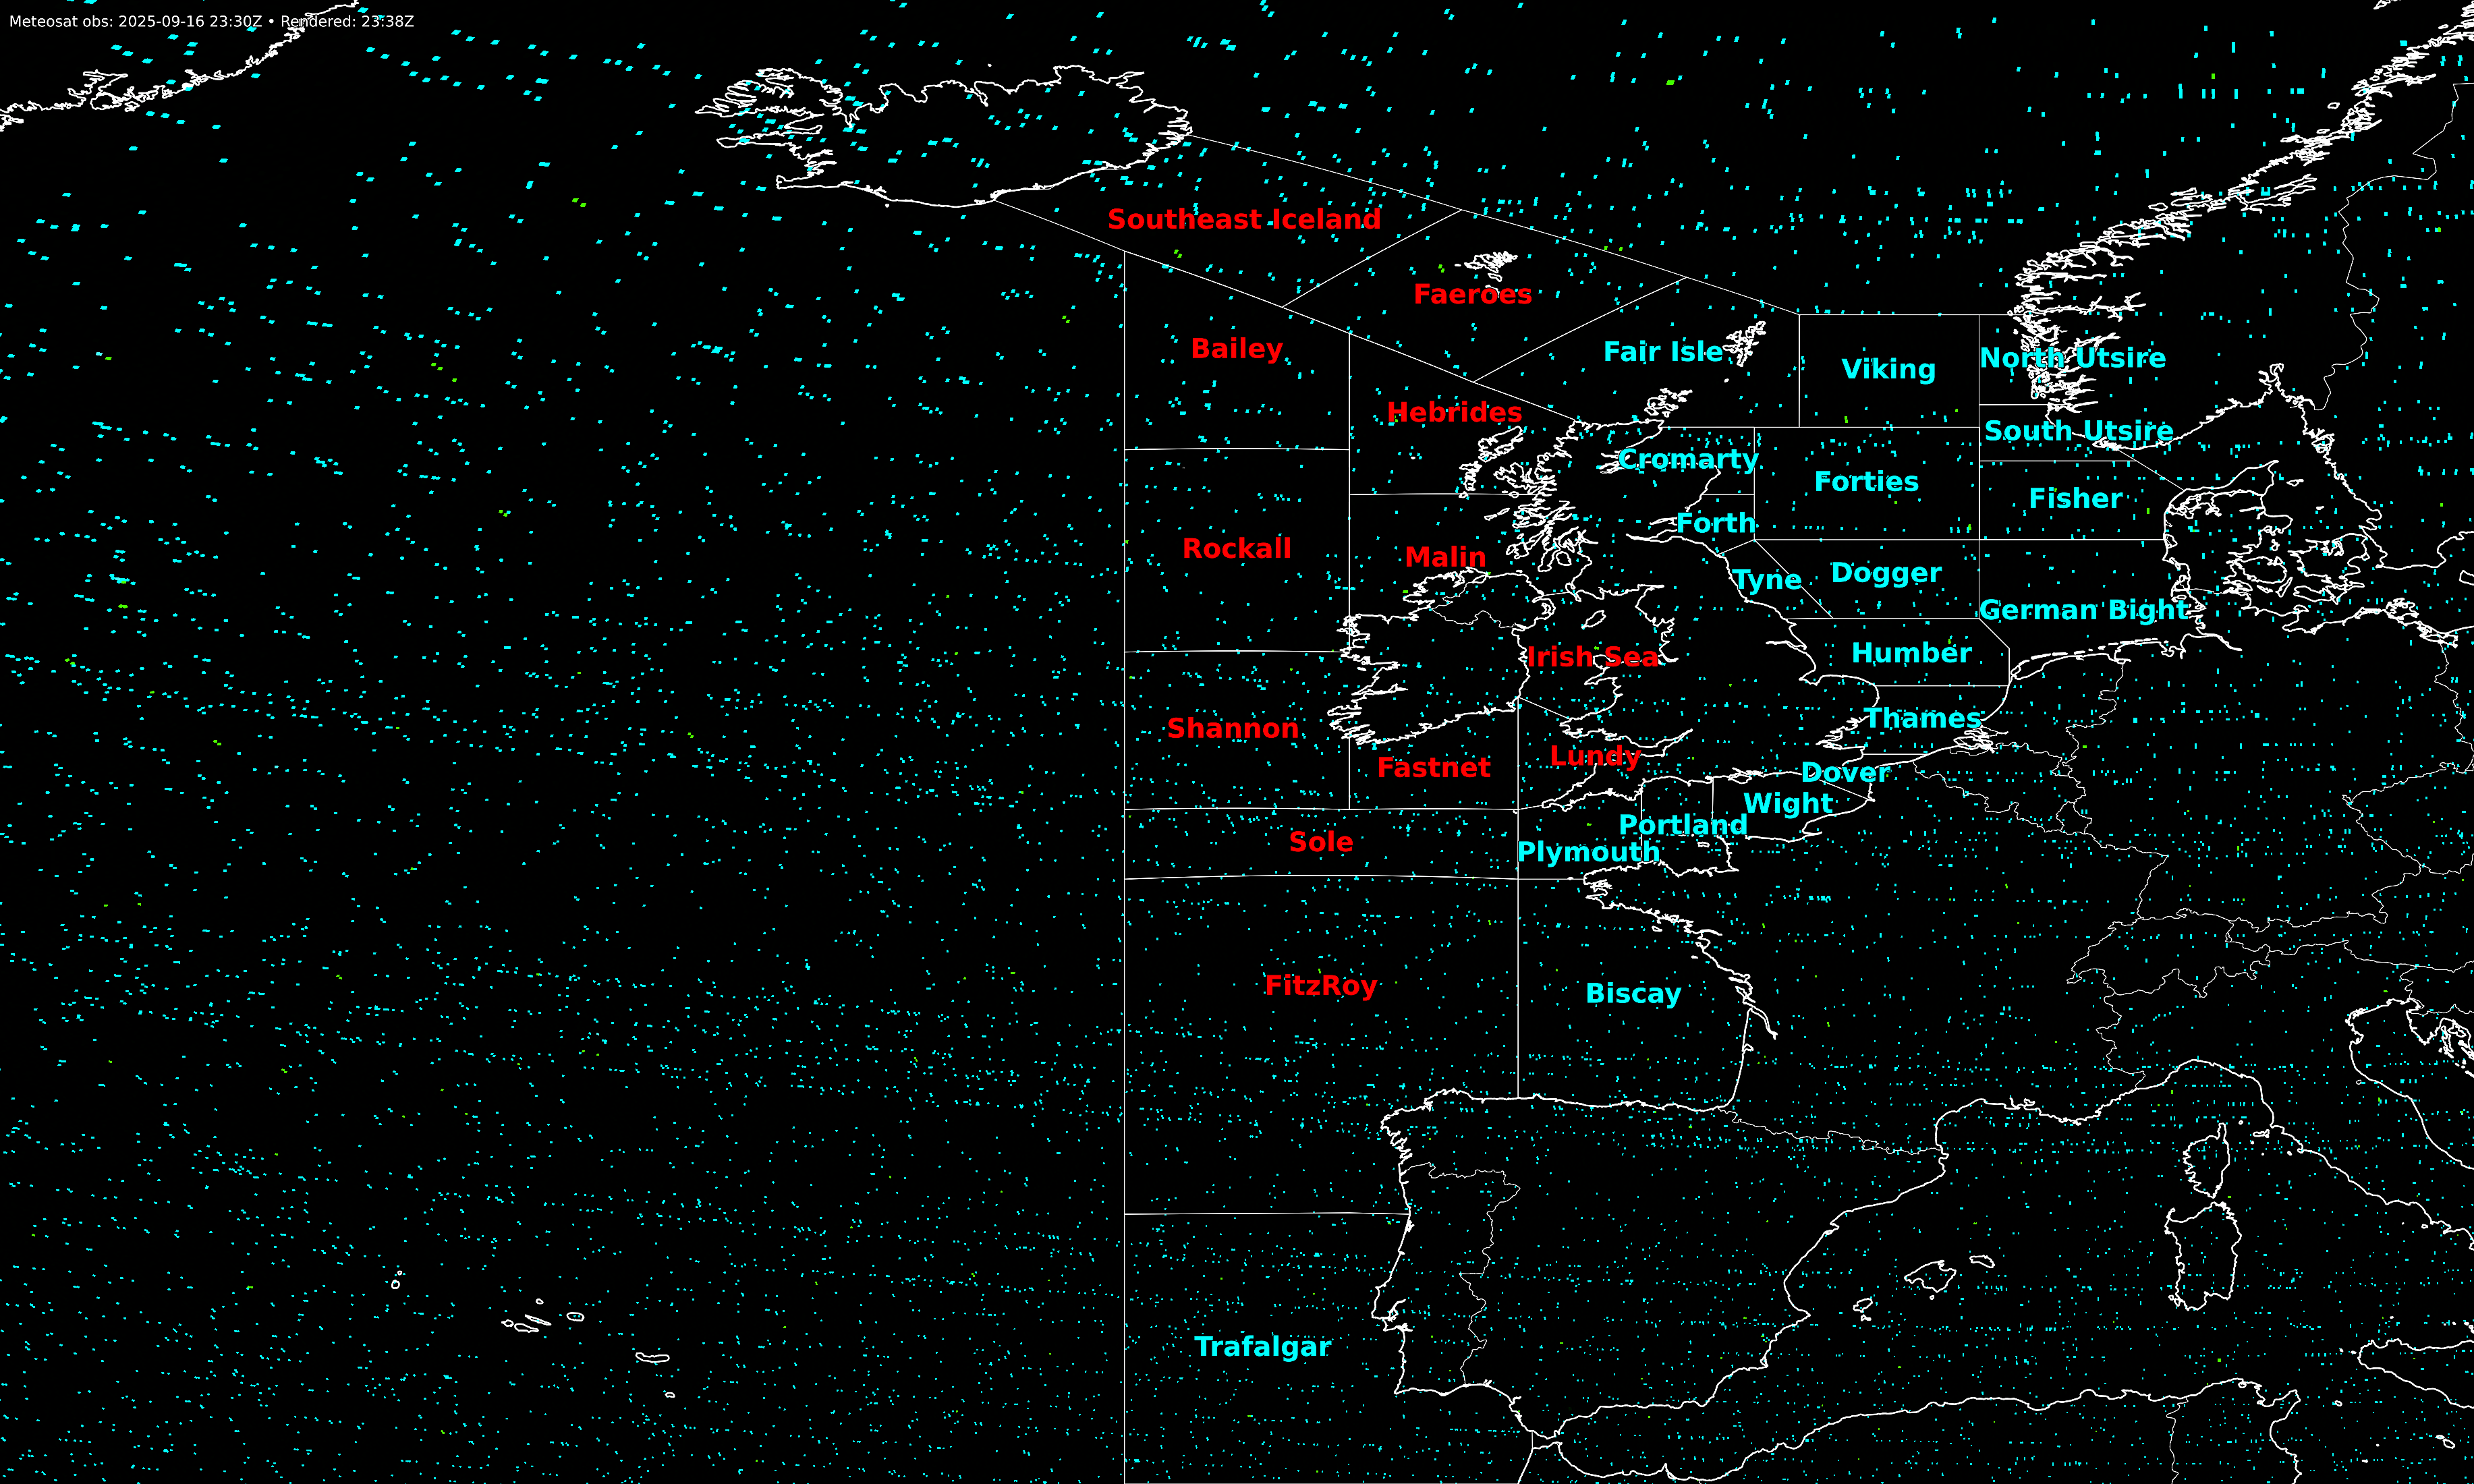 Meteosat obs: 2025-09-16 23:30Z • Rendered: 23:38Z
Southeast Iceland
Faeroes
Bailey
Fair Isle
Viking
North Utsire
Hebrides
South Utsire
Cromarty
Forties
Fisher
Forth
Rockall
Malin
Tyne
Dogger
German Bight
Irish Sea
Humber
Shannon
Thames
Fastnet
Lundy
Dover
Wight
Portland
Sole
Plymouth
FitzRoy
Biscay
Trafalgar